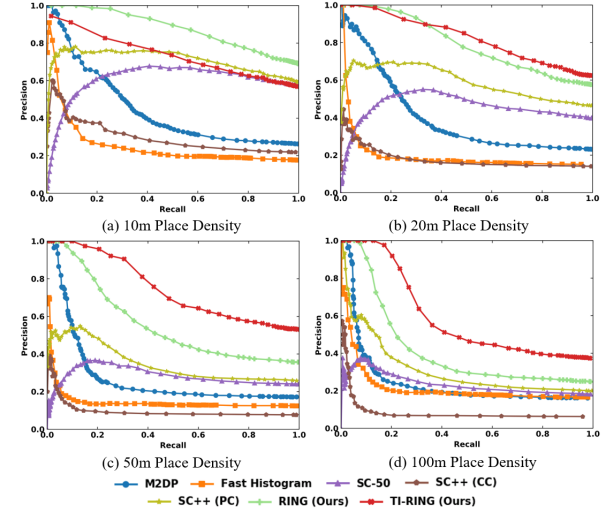 1.0
0.8
0.6
0.4
0.2
0.0
Precision
0.0 0.2 0.4 0.6 0.8 1.0
Recall
(a) 10m Place Density
1.0
0.8
0.6
0.4
0.2
0.0
Precision
0.0 0.2 0.4 0.6 0.8 1.0
Recall
(b) 20m Place Density
1.0
0.8
0.6
0.4
0.2
0.0
Precision
0.0 0.2 0.4 0.6 0.8 1.0
Recall
(c) 50m Place Density
1.0
0.8
0.6
0.4
0.2
0.0
Precision
0.0 0.2 0.4 0.6 0.8 1.0
Recall
(d) 100m Place Density
M2DP Fast Histogram SC-50 SC++ (CC)
SC++ (PC) RING (Ours) TI-RING (Ours)